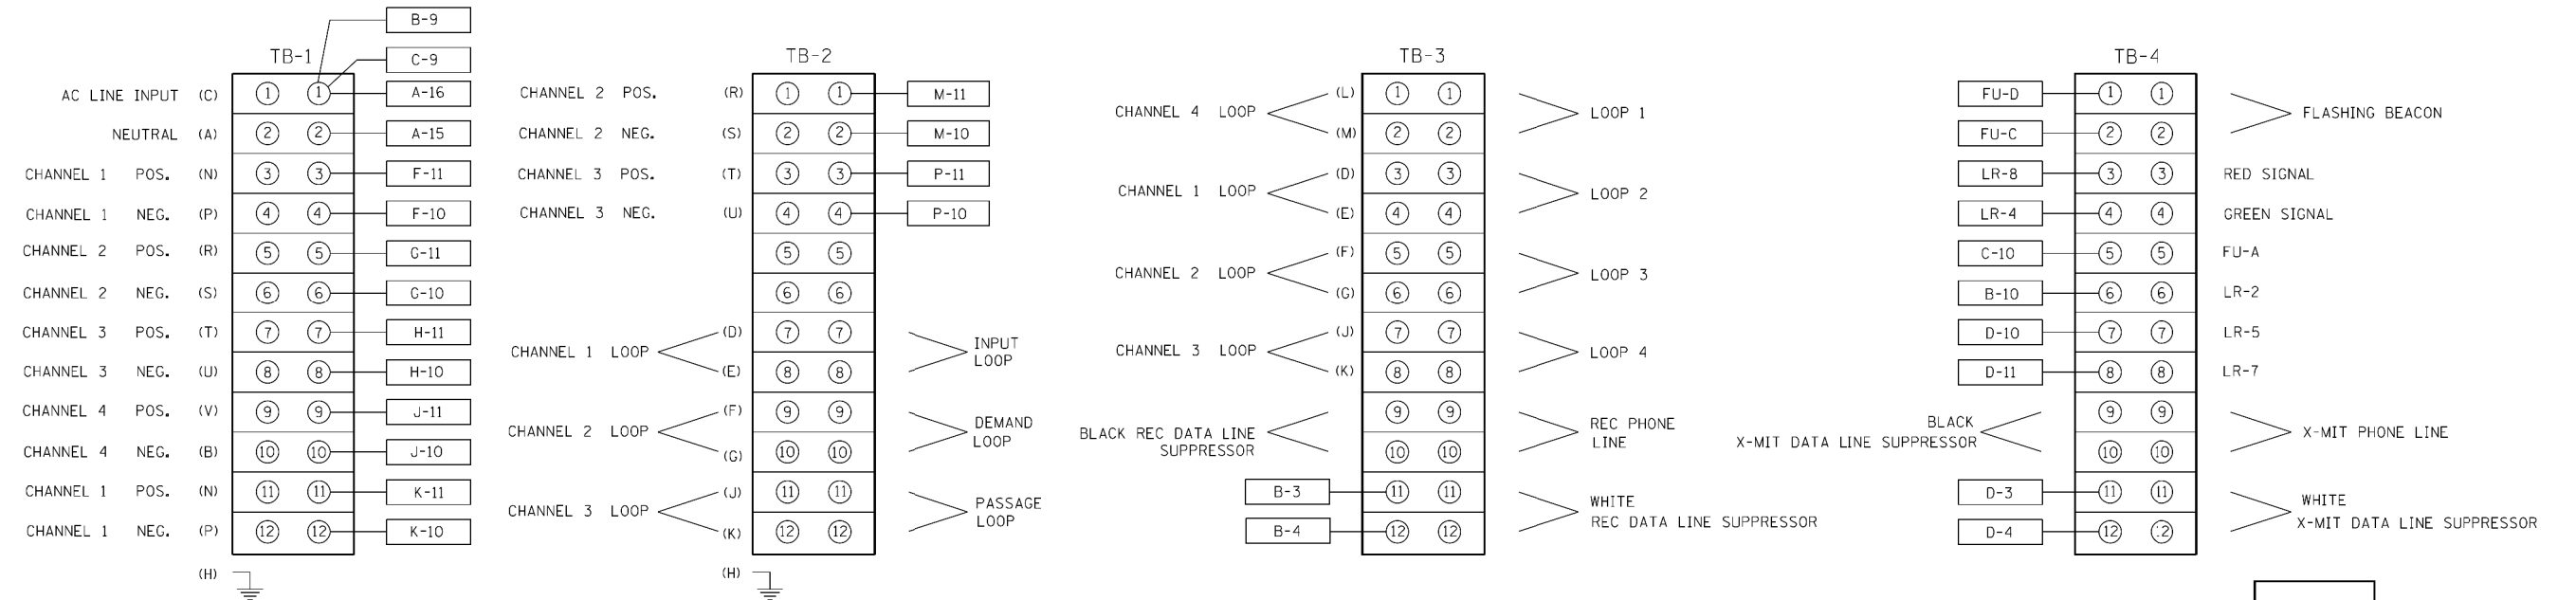 B-9
TB-1
C-9
AC LINE INPUT (C) 1 1 A-16
NEUTRAL (A) 2 2 A-15
CHANNEL 1 POS. (N) 3 3 F-11
CHANNEL 1 NEG. (P) 4 4 F-10
CHANNEL 2 POS. (R) 5 5 G-11
CHANNEL 2 NEG. (S) 6 6 G-10
CHANNEL 3 POS. (T) 7 7 H-11
CHANNEL 3 NEG. (U) 8 8 H-10
CHANNEL 4 POS. (V) 9 9 J-11
CHANNEL 4 NEG. (B) 10 10 J-10
CHANNEL 1 POS. (N) 11 11 K-11
CHANNEL 1 NEG. (P) 12 12 K-10
(H)
TB-2
CHANNEL 2 POS. (R) 1 1 M-11
CHANNEL 2 NEG. (S) 2 2 M-10
CHANNEL 3 POS. (T) 3 3 P-11
CHANNEL 3 NEG. (U) 4 4 P-10
5 5
6 6
CHANNEL 1 LOOP
(D) 7 7
(E) 8 8
INPUT
LOOP
CHANNEL 2 LOOP
(F) 9 9
(G) 10 10
DEMAND
LOOP
CHANNEL 3 LOOP
(J) 11 11
(K) 12 12
PASSAGE
LOOP
(H)
TB-3
CHANNEL 4 LOOP
(L) 1 1
(M) 2 2
LOOP 1
CHANNEL 1 LOOP
(D) 3 3
(E) 4 4
LOOP 2
CHANNEL 2 LOOP
(F) 5 5
(G) 6 6
LOOP 3
CHANNEL 3 LOOP
(J) 7 7
(K) 8 8
LOOP 4
BLACK REC DATA LINE
SUPPRESSOR
9 9
10 10
REC PHONE
LINE
B-3 11 11
B-4 12 12
WHITE
REC DATA LINE SUPPRESSOR
TB-4
FU-D 1 1
FU-C 2 2
FLASHING BEACON
LR-8 3 3 RED SIGNAL
LR-4 4 4 GREEN SIGNAL
C-10 5 5 FU-A
B-10 6 6 LR-2
D-10 7 7 LR-5
D-11 8 8 LR-7
BLACK
X-MIT DATA LINE SUPPRESSOR
9 9
10 10
X-MIT PHONE LINE
D-3 11 11
D-4 12 12
WHITE
X-MIT DATA LINE SUPPRESSOR